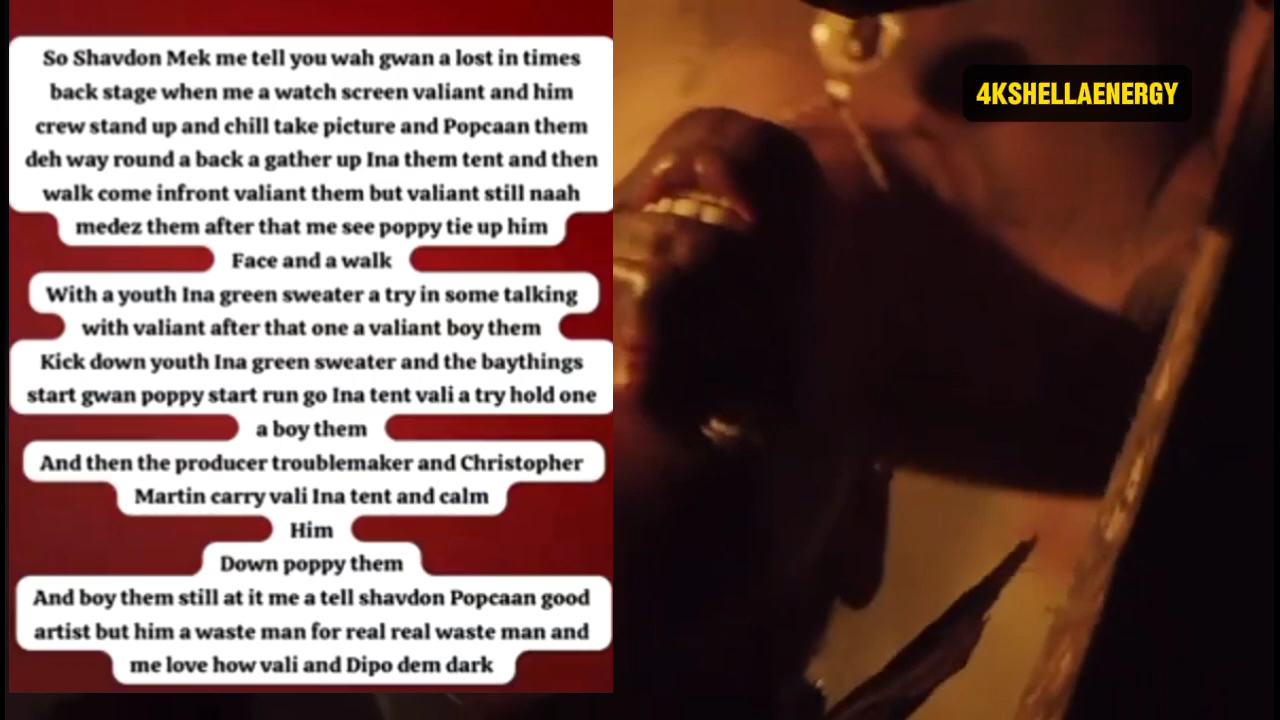 So Shavdon Mek me tell you wah gwan a lost in times
back stage when me a watch screen valiant and him
crew stand up and chill take picture and Popcaan them
deh way round a back a gather up Ina them tent and then
walk come infront valiant them but valiant still naah
medez them after that me see poppy tie up him
Face and a walk
With a youth Ina green sweater a try in some talking
with valiant after that one a valiant boy them
Kick down youth Ina green sweater and the baythings
start gwan poppy start run go Ina tent vali a try hold one
a boy them
And then the producer troublemaker and Christopher
Martin carry vali Ina tent and calm
Him
Down poppy them
And boy them still at it me a tell shavdon Popcaan good
artist but him a waste man for real real waste man and
me love how vali and Dipo dem dark
4KSHELLAENERGY